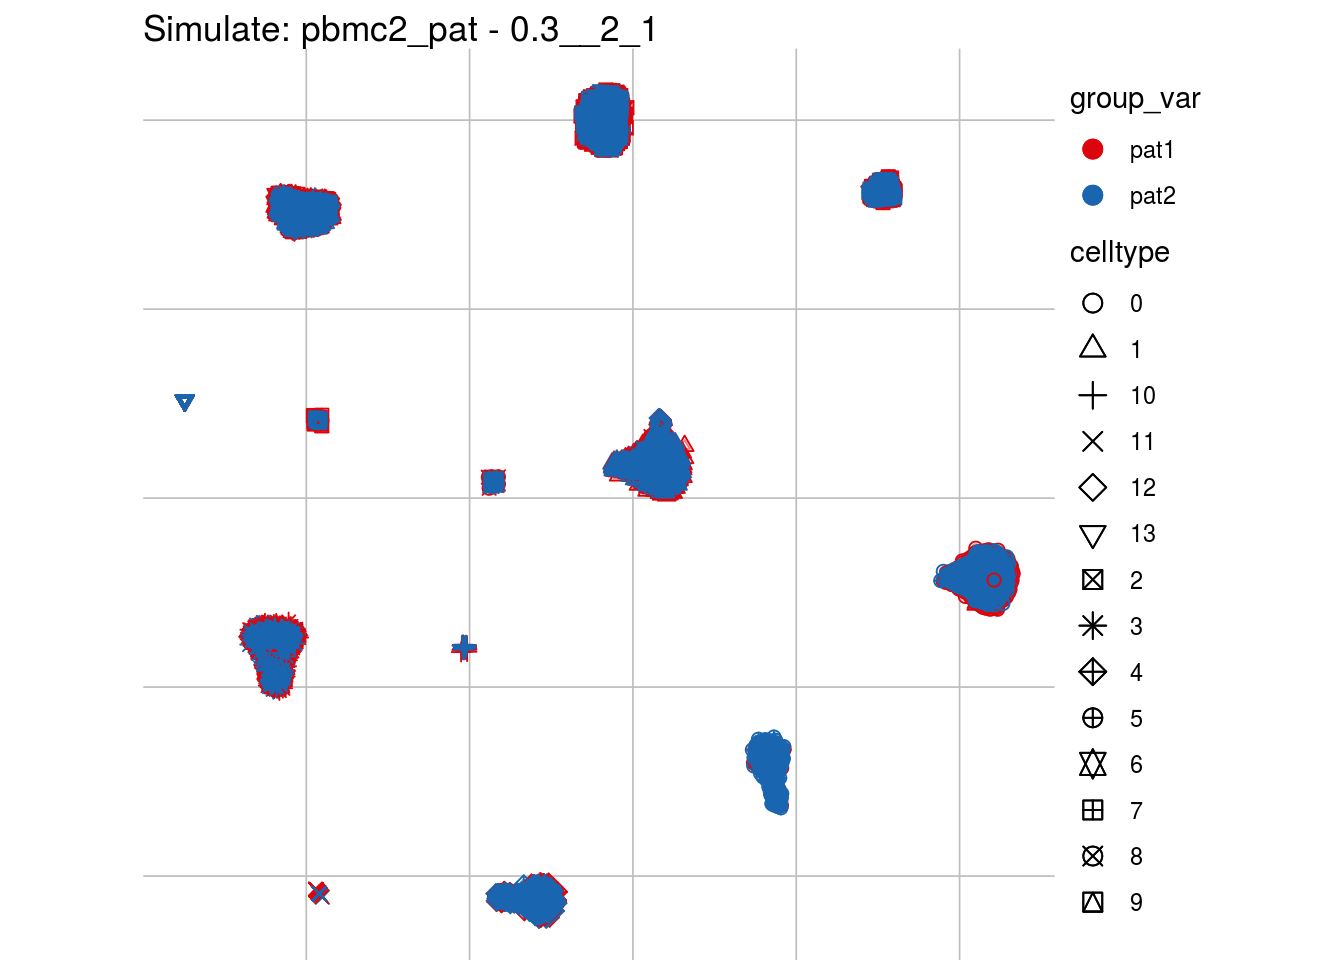 Simulate: pbmc2_pat - 0.3__2_1
group_var
pat1
pat2
celltype
0
1
10
11
12
13
2
3
4
5
6
7
8
9